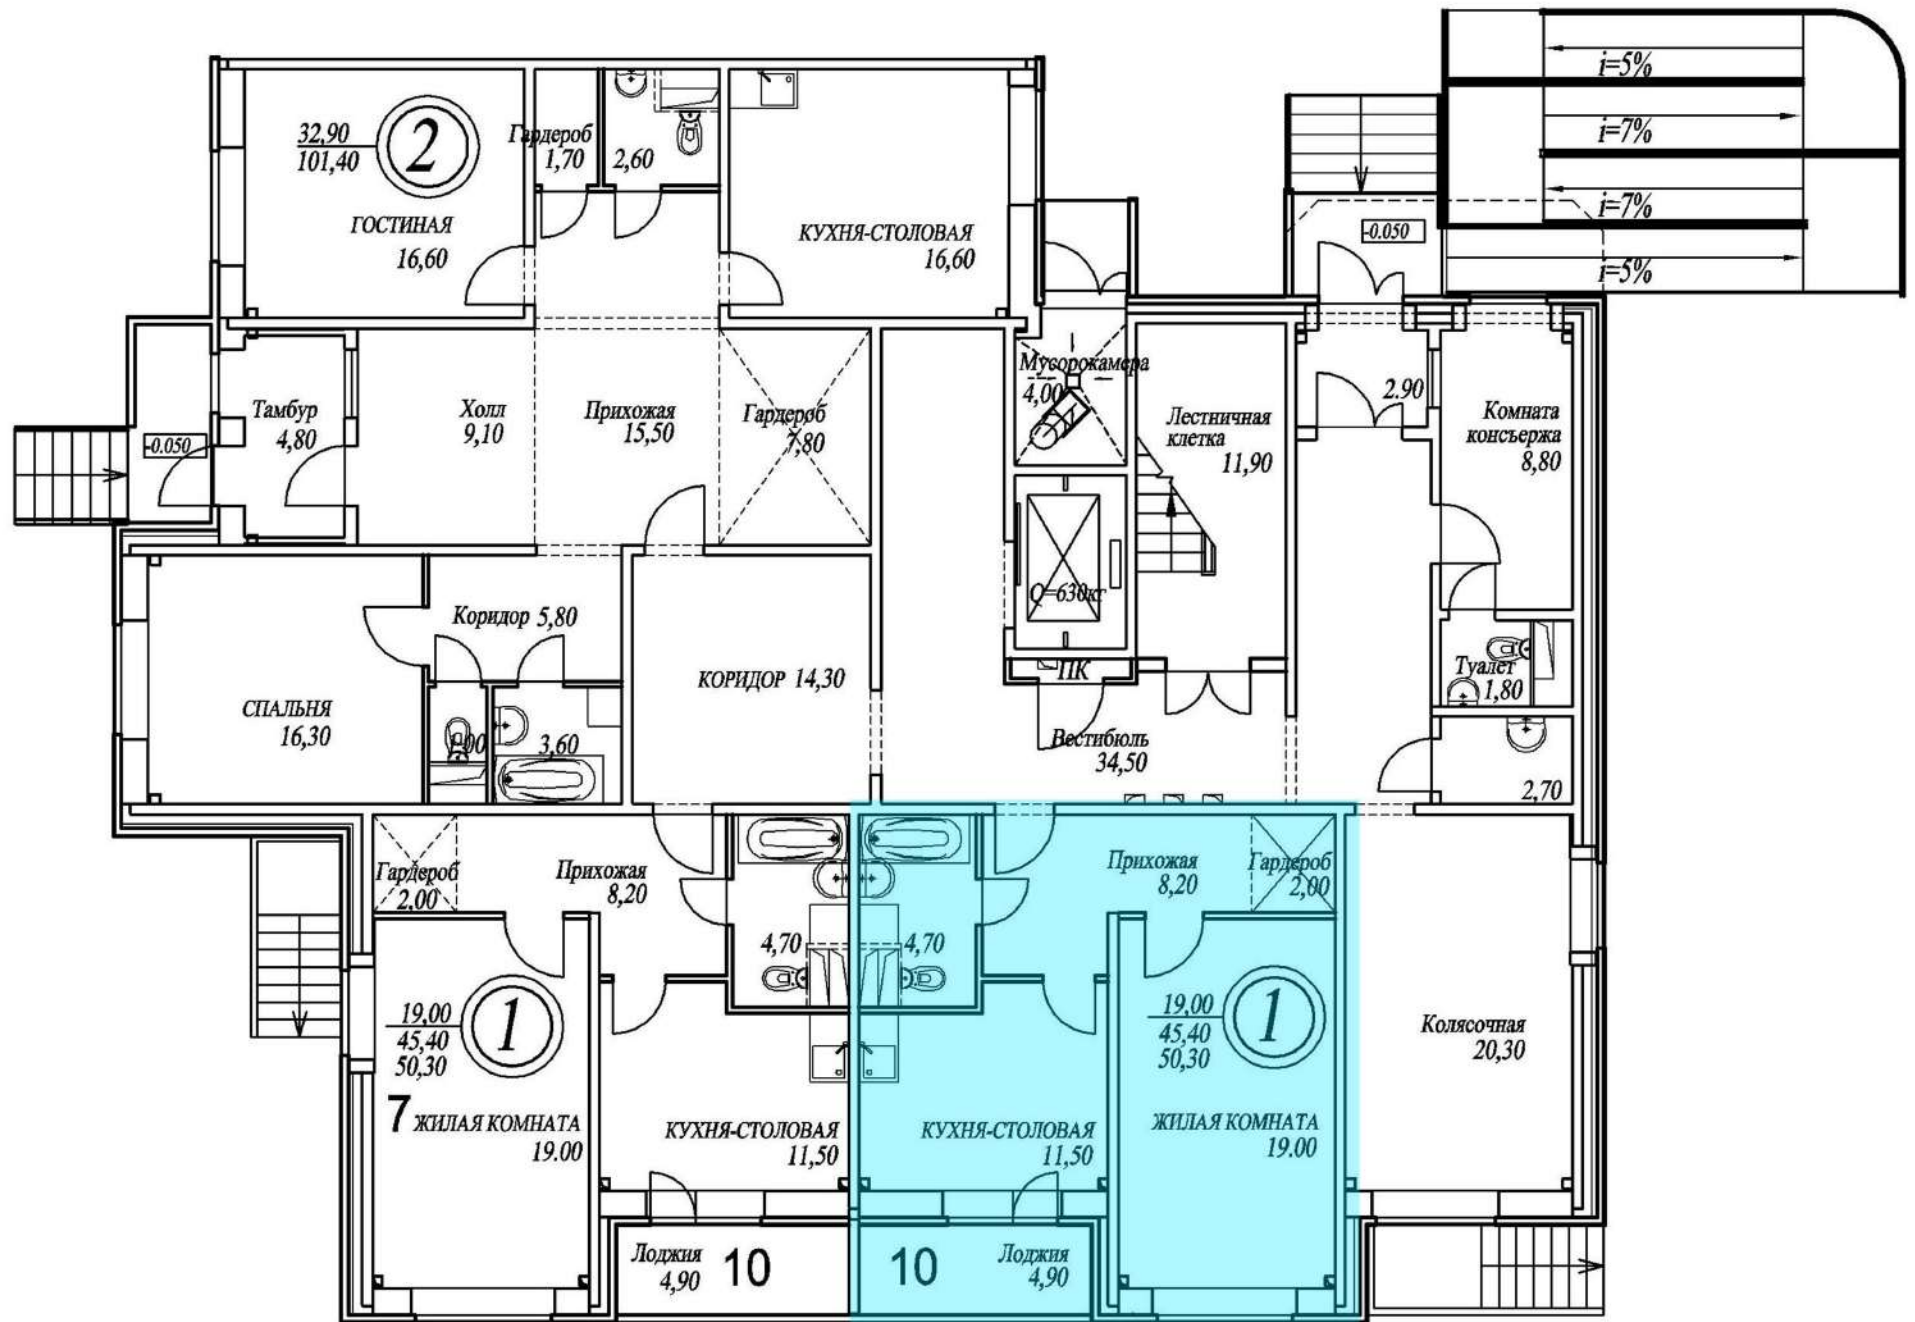 i=5%
i=7%
i=7%
i=5%
32,90
101,40
2
Гардероб
1,70
2,60
ГОСТИНАЯ
16,60
КУХНЯ-СТОЛОВАЯ
16,60
-0.050
Мусорокамера
4,00
2.90
Тамбур
4,80
Холл
9,10
Прихожая
15,50
Гардероб
7,80
Лестничная
клетка
11,90
Комната
консъержа
8,80
-0.050
Q=630кг
Коридор 5,80
КОРИДОР 14,30
ПК
Туалет
1,80
СПАЛЬНЯ
16,30
3,60
Вестибюль
34,50
2,70
Гардероб
2,00
Прихожая
8,20
Прихожая
8,20
Гардероб
2,00
4,70
4,70
19,00
45,40
50,30
1
19,00
45,40
50,30
1
Колясочная
20,30
7 ЖИЛАЯ КОМНАТА
19.00
КУХНЯ-СТОЛОВАЯ
11,50
КУХНЯ-СТОЛОВАЯ
11,50
ЖИЛАЯ КОМНАТА
19.00
Лоджия
4,90
10
10
Лоджия
4,90